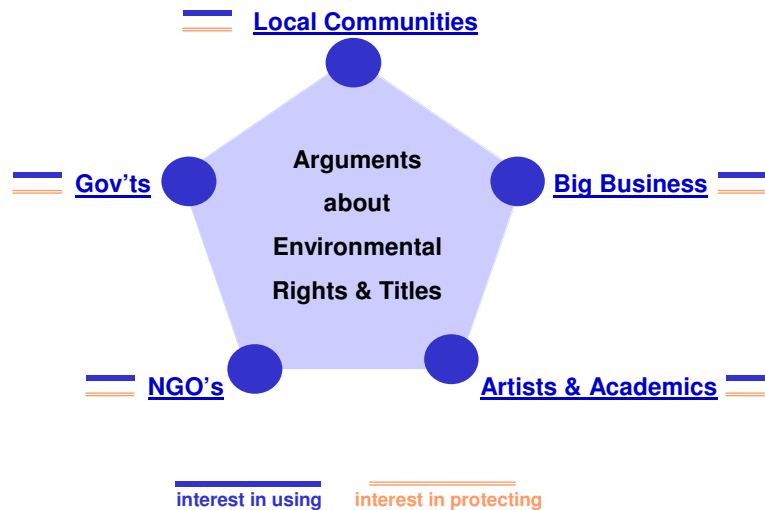 Local Communities
Arguments
about
Environmental
Rights & Titles
Gov'ts
Big Business
NGO's
Artists & Academics
interest in using
interest in protecting